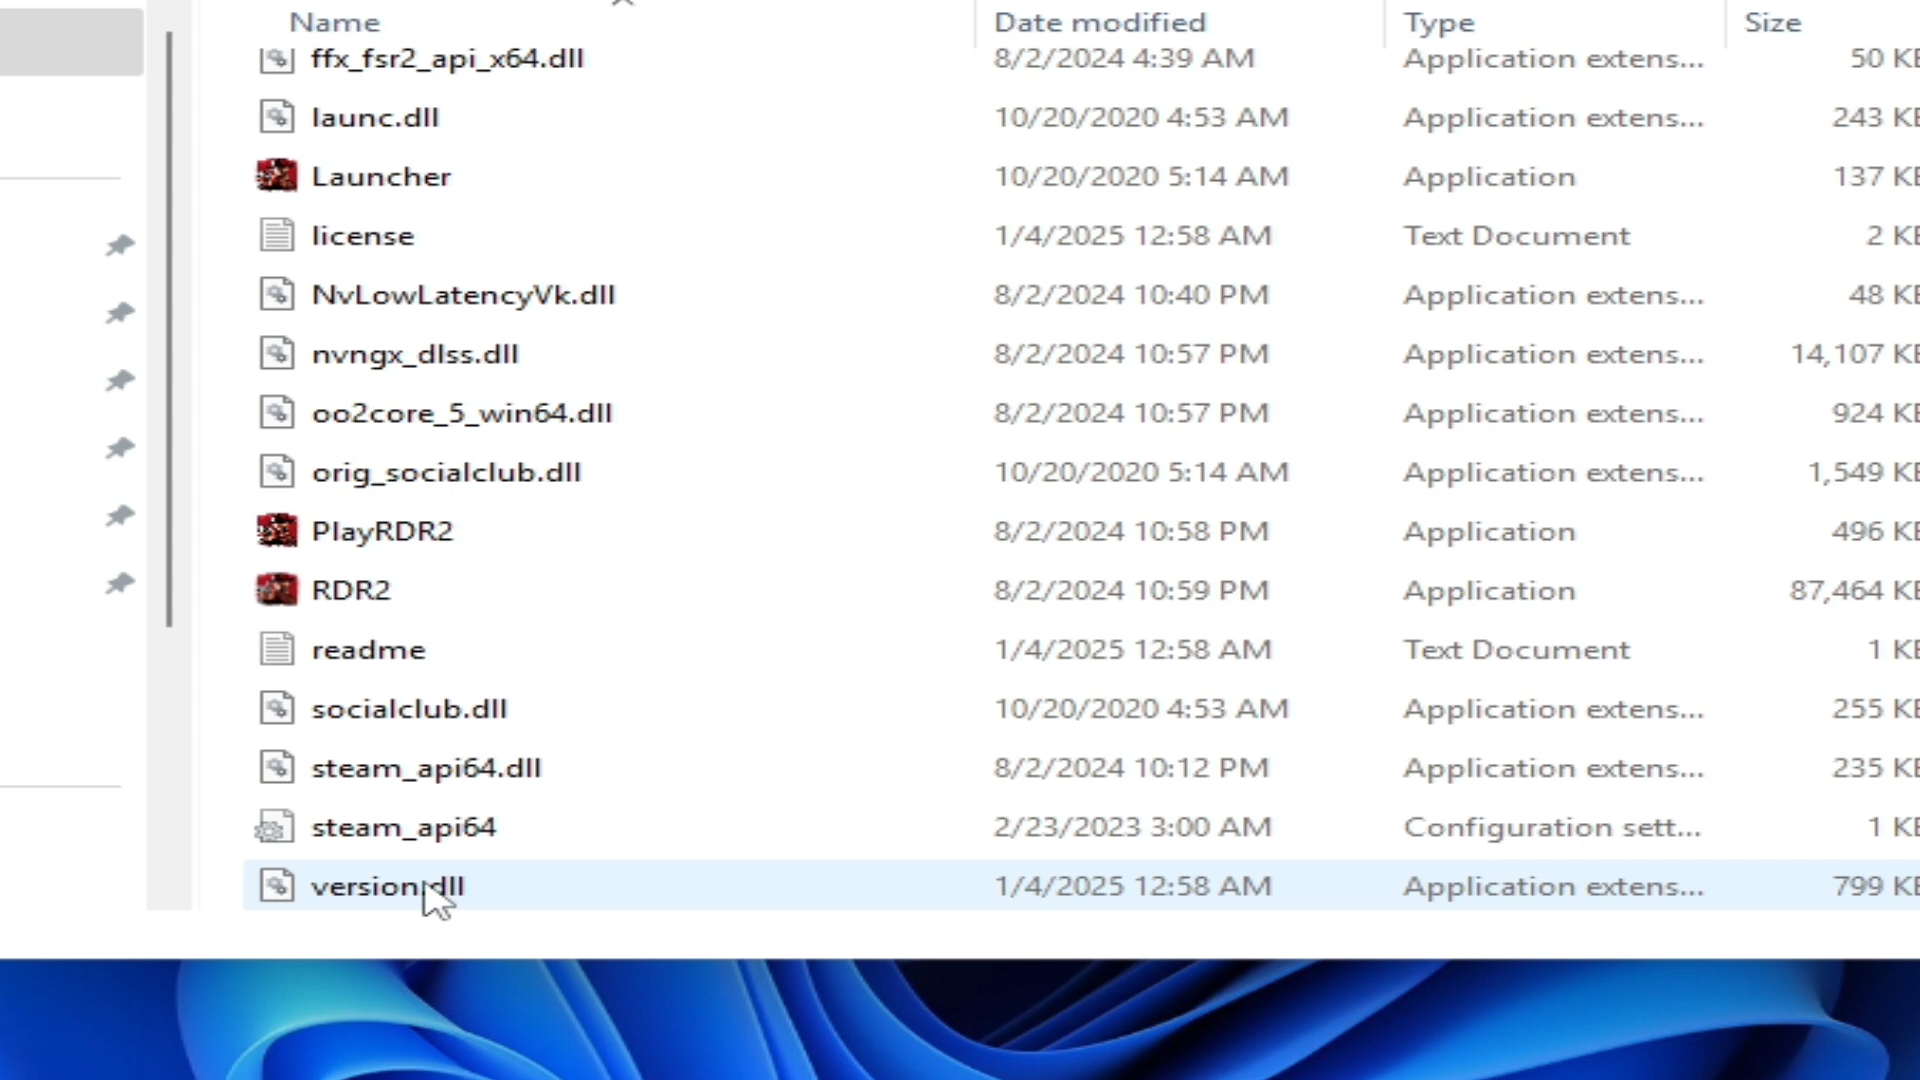 Name Date modified Type Size
ffx_fsr2_api_x64.dll 8/2/2024 4:39 AM Application extens... 50 KB
launc.dll 10/20/2020 4:53 AM Application extens... 243 KB
Launcher 10/20/2020 5:14 AM Application 137 KB
license 1/4/2025 12:58 AM Text Document 2 KB
NvLowLatencyVk.dll 8/2/2024 10:40 PM Application extens... 48 KB
nvngx_dlss.dll 8/2/2024 10:57 PM Application extens... 14,107 KB
oo2core_5_win64.dll 8/2/2024 10:57 PM Application extens... 924 KB
orig_socialclub.dll 10/20/2020 5:14 AM Application extens... 1,549 KB
PlayRDR2 8/2/2024 10:58 PM Application 496 KB
RDR2 8/2/2024 10:59 PM Application 87,464 KB
readme 1/4/2025 12:58 AM Text Document 1 KB
socialclub.dll 10/20/2020 4:53 AM Application extens... 255 KB
steam_api64.dll 8/2/2024 10:12 PM Application extens... 235 KB
steam_api64 2/23/2023 3:00 AM Configuration sett... 1 KB
version.dll 1/4/2025 12:58 AM Application extens... 799 KB